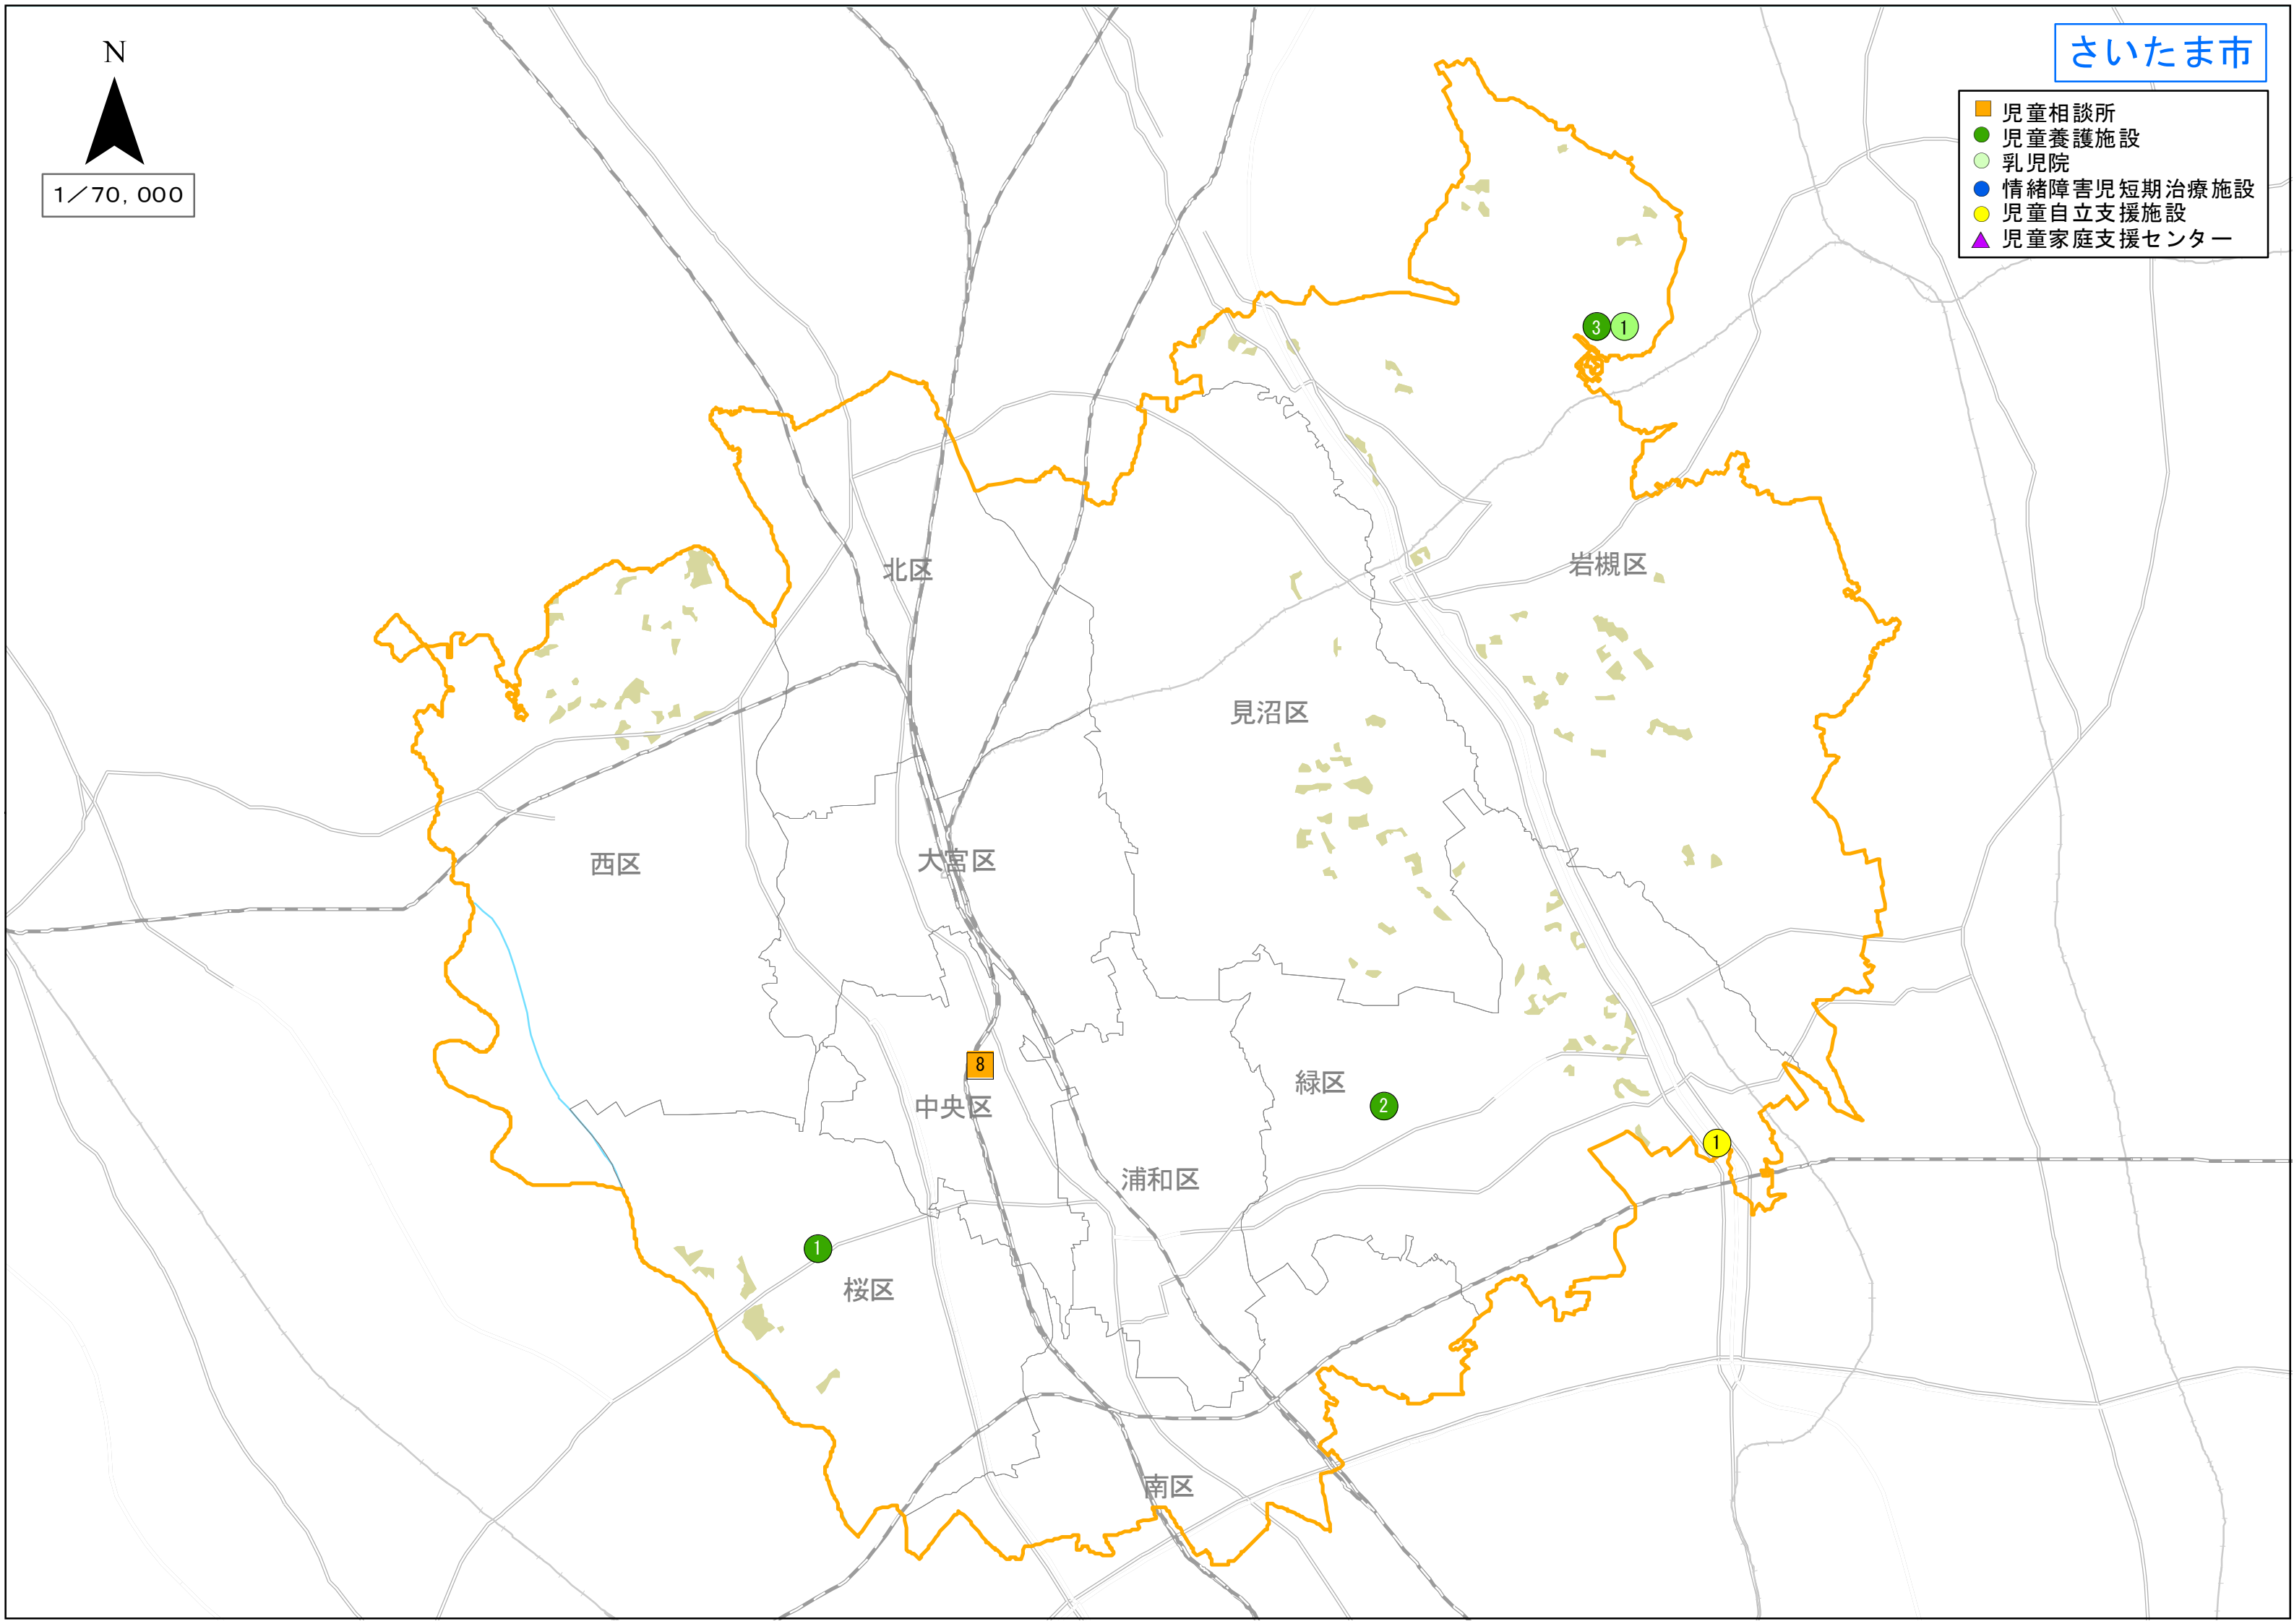 N
1／70,000
さいたま市
児童相談所
児童養護施設
乳児院
情緒障害児短期治療施設
児童自立支援施設
児童家庭支援センター
3
1
北区
岩槻区
見沼区
西区
大宮区
8
中央区
緑区
2
1
浦和区
1
桜区
南区